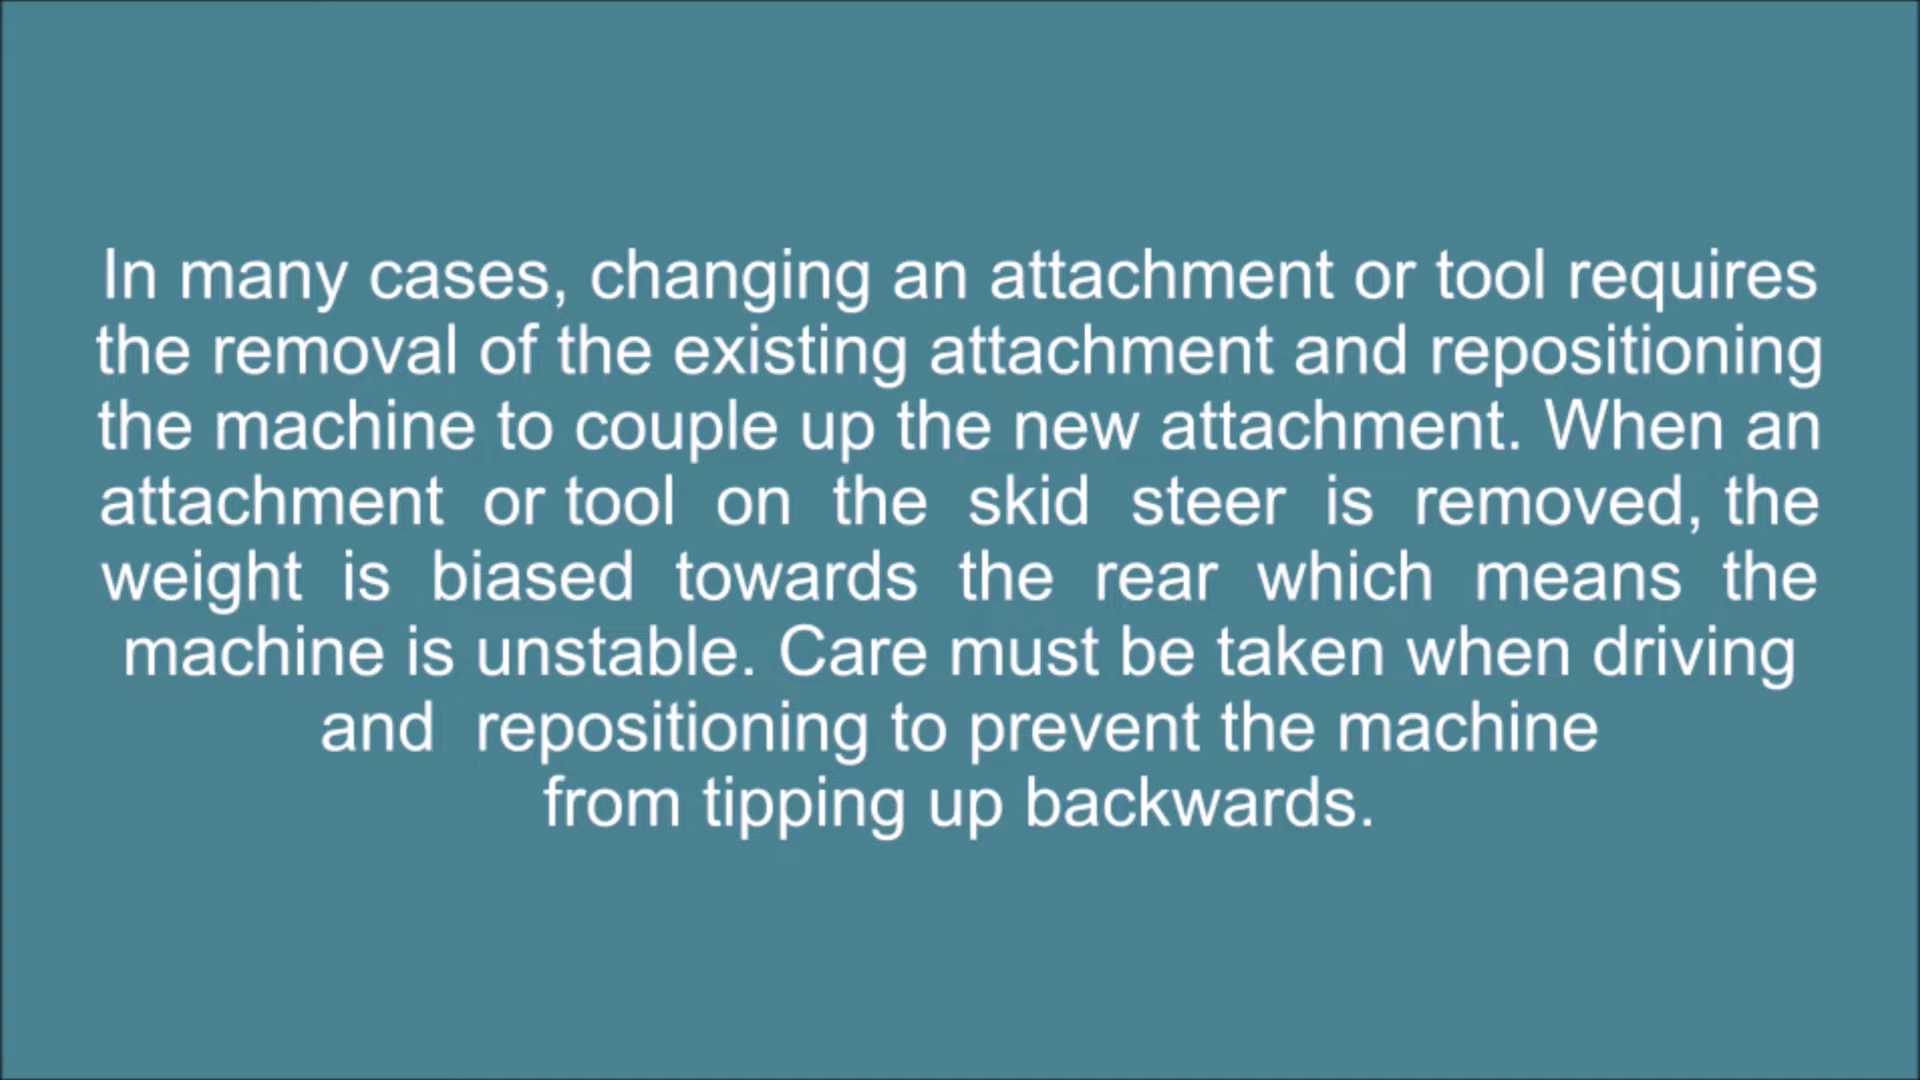 In many cases, changing an attachment or tool requires
the removal of the existing attachment and repositioning
the machine to couple up the new attachment. When an
attachment or tool on the skid steer is removed, the
weight is biased towards the rear which means the
machine is unstable. Care must be taken when driving
and repositioning to prevent the machine
from tipping up backwards.